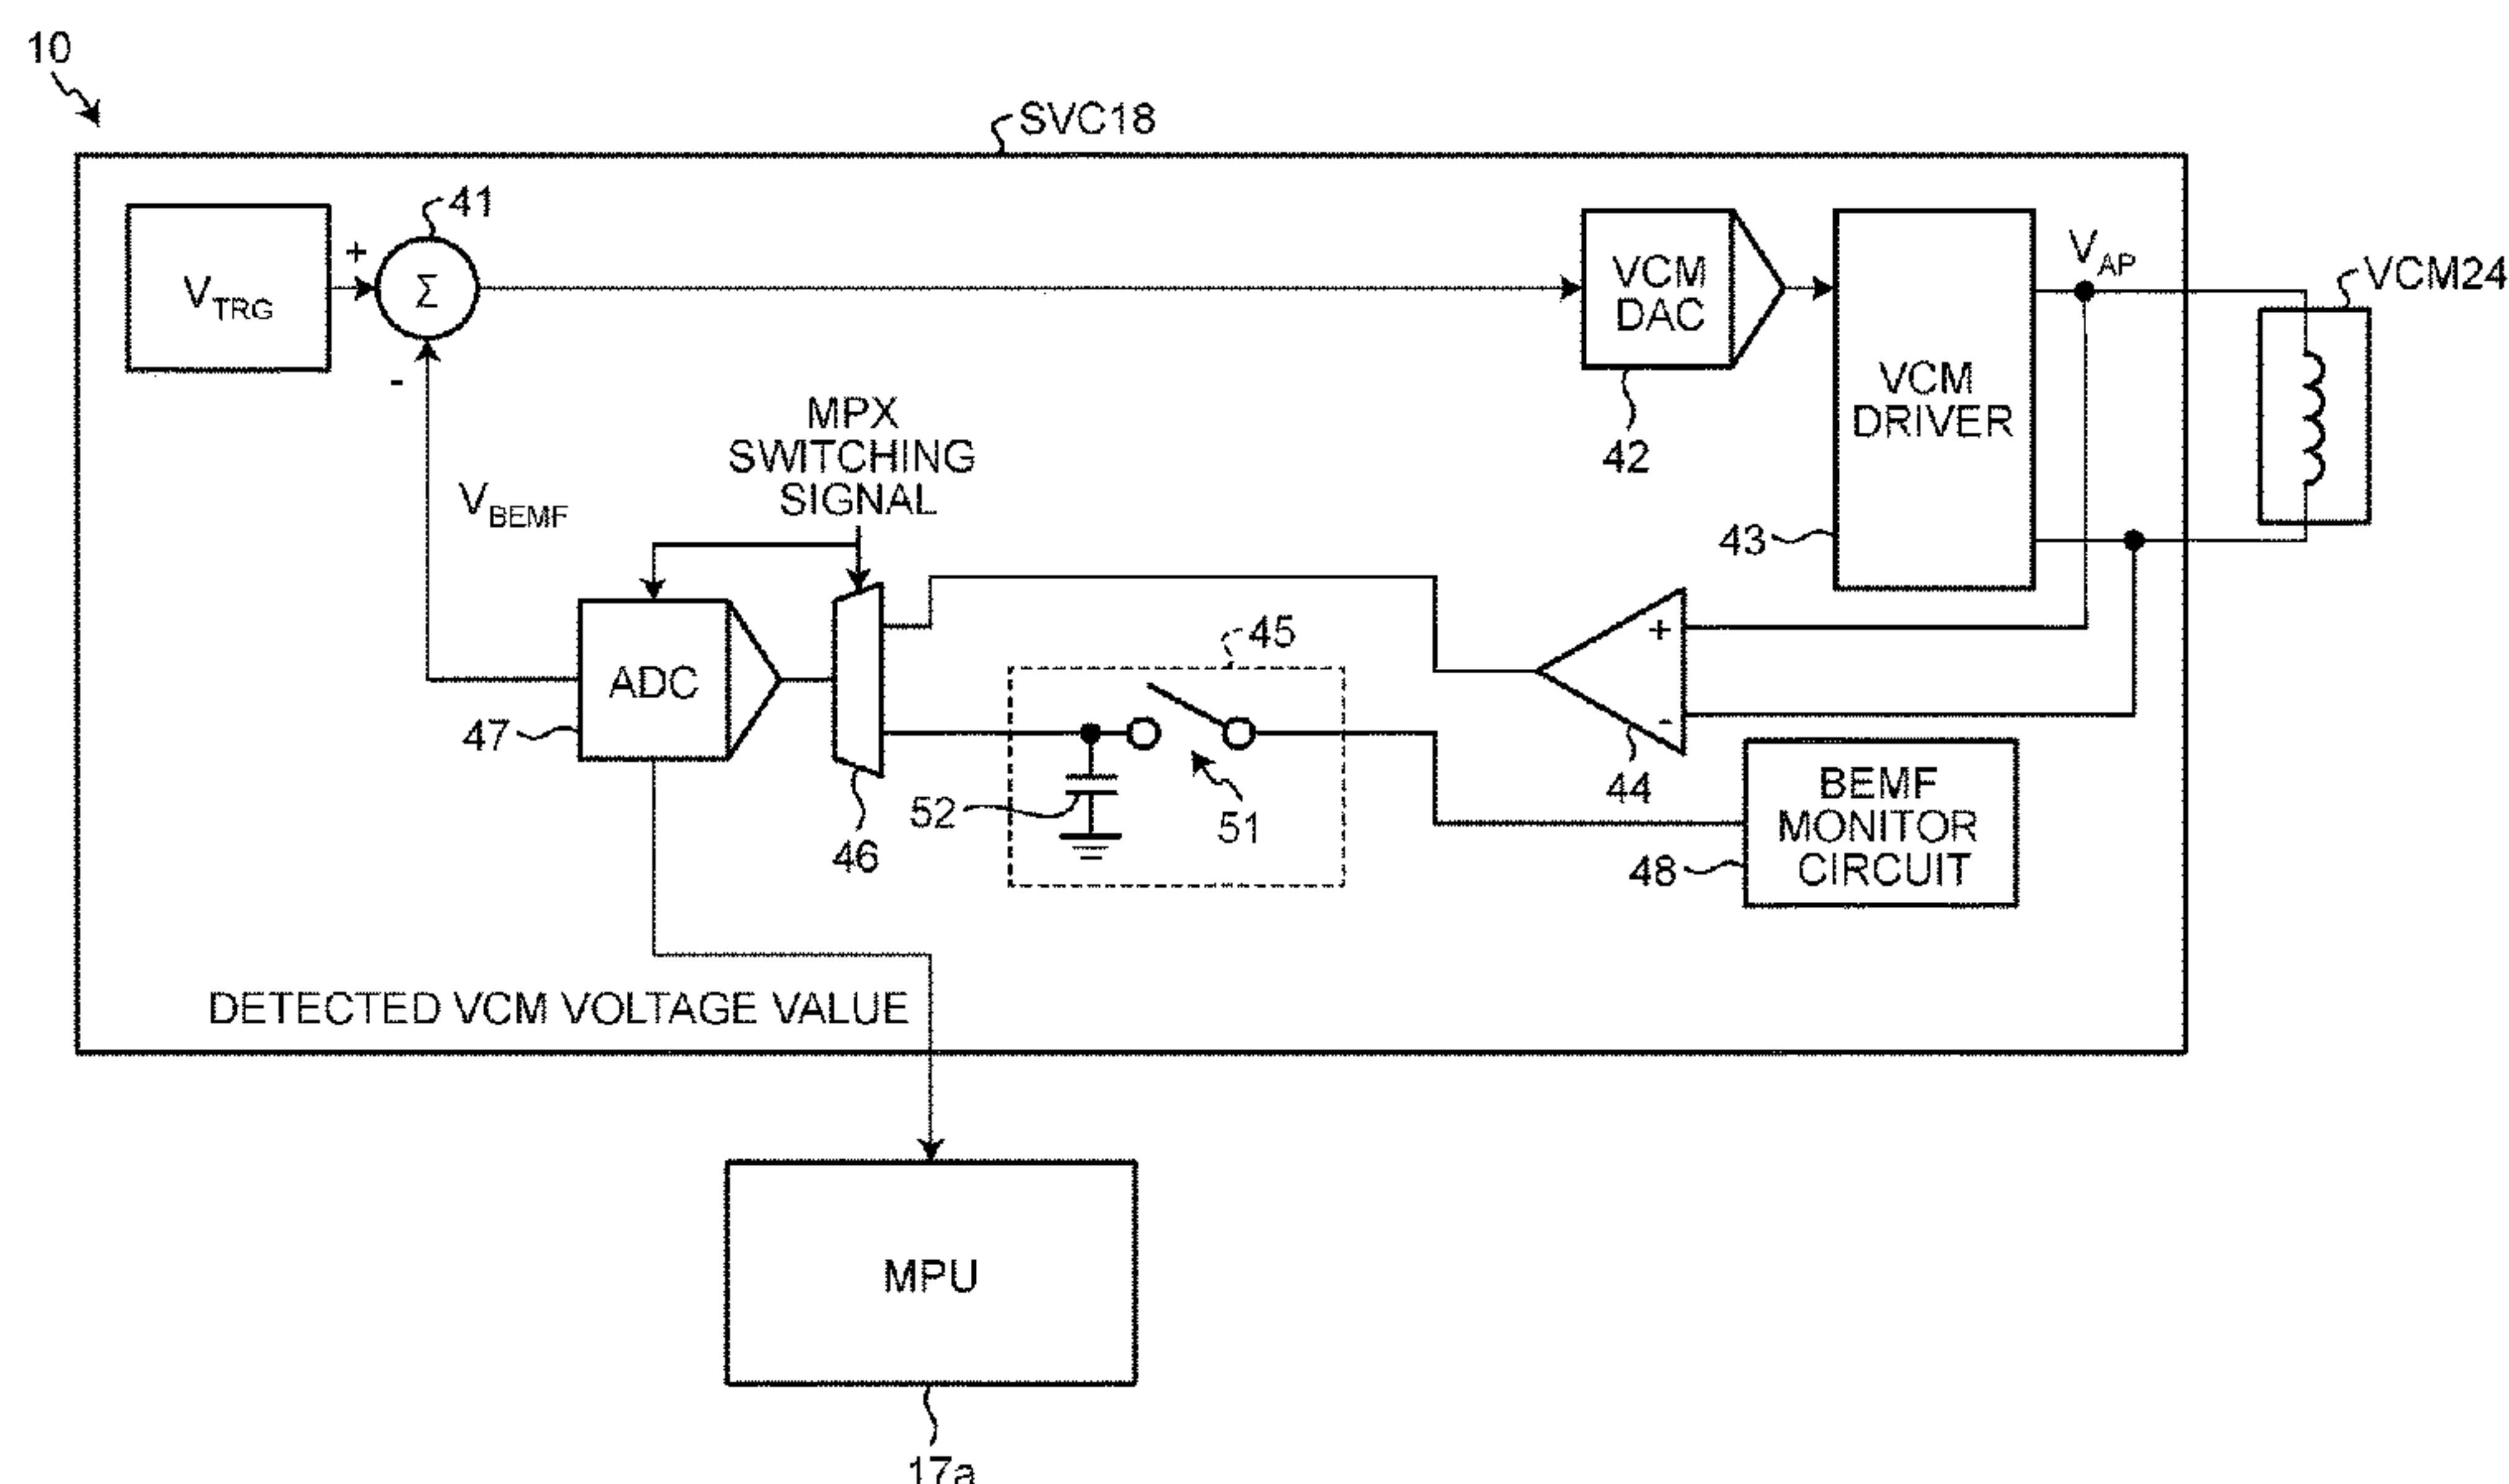 10
SVC18
41
V_TRG
+
Σ
-
VCM
DAC
42
VCM
DRIVER
43
V_AP
VCM24
MPX
SWITCHING
SIGNAL
V_BEMF
ADC
47
46
45
52
51
+
-
44
BEMF
MONITOR
CIRCUIT
48
DETECTED VCM VOLTAGE VALUE
MPU
17a